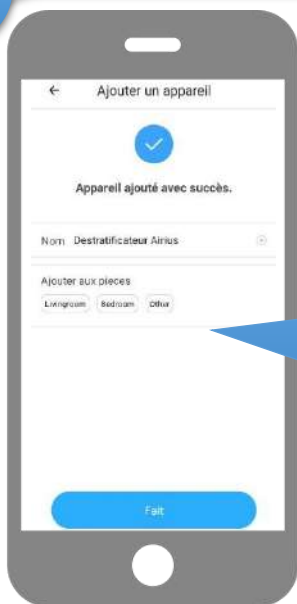 Ajouter un appareil
Appareil ajouté avec succès.
Nom Destratificateur Airius
Ajouter aux pieces
Livingroom Bedroom Other
Fait